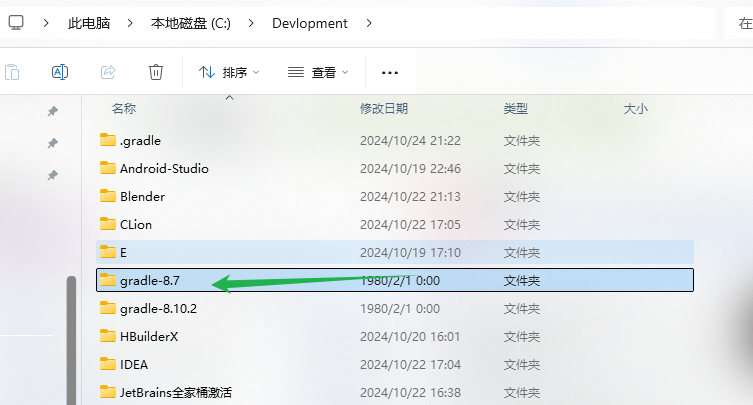 此电脑 本地磁盘 (C:) Devlopment 在
排序 查看
名称 修改日期 类型 大小
.gradle 2024/10/24 21:22 文件夹
Android-Studio 2024/10/19 22:46 文件夹
Blender 2024/10/22 21:13 文件夹
CLion 2024/10/22 17:05 文件夹
E 2024/10/19 17:10 文件夹
gradle-8.7 1980/2/1 0:00 文件夹
gradle-8.10.2 1980/2/1 0:00 文件夹
HBuilderX 2024/10/20 16:01 文件夹
IDEA 2024/10/22 17:04 文件夹
JetBrains全家桶激活 2024/10/22 16:38 文件夹